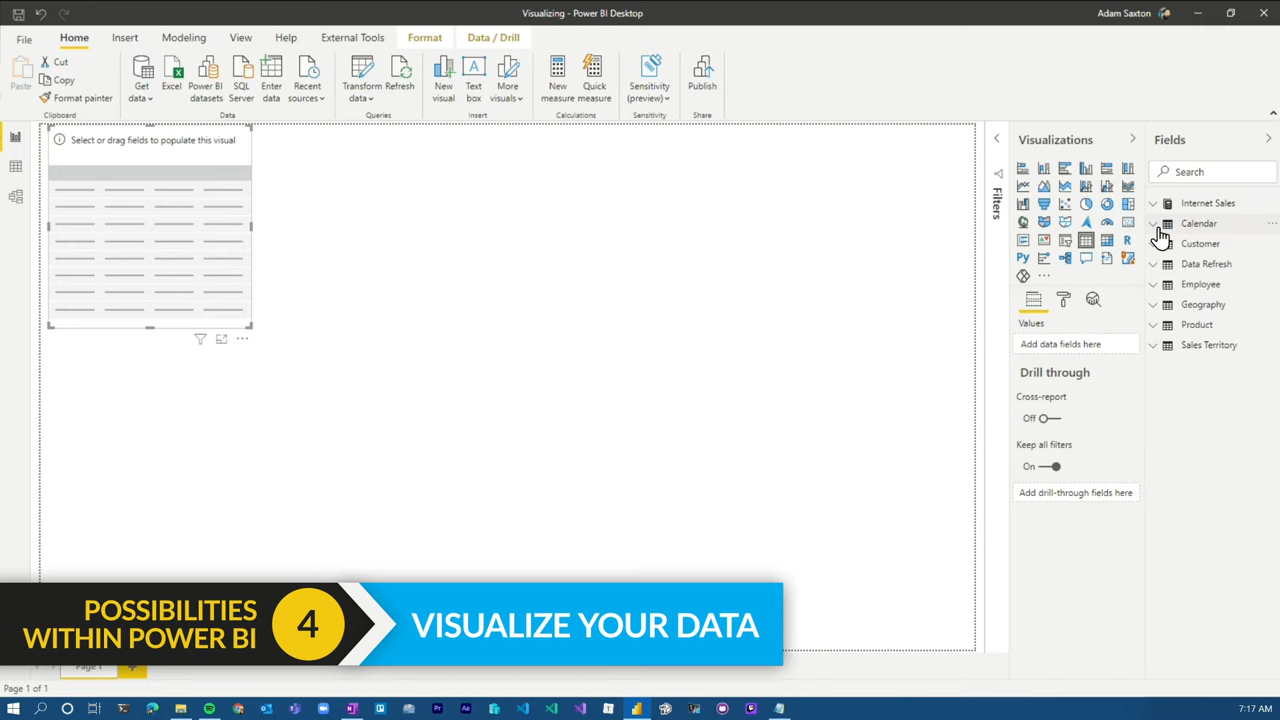 Visualizing - Power BI Desktop
Adam Saxton
File
Home
Insert
Modeling
View
Help
External Tools
Format
Data / Drill
Paste
Cut
Copy
Format painter
Clipboard
Get
data
Excel
Power BI
datasets
SQL
Server
Enter
data
Recent
sources
Data
Transform
data
Refresh
Queries
New
visual
Text
box
More
visuals
Insert
New
measure
Quick
measure
Calculations
Sensitivity
(preview)
Sensitivity
Publish
Share
Select or drag fields to populate this visual
Filters
Visualizations
R
Py
Values
Add data fields here
Drill through
Cross-report
Off
Keep all filters
On
Add drill-through fields here
Fields
Search
Internet Sales
Calendar
Customer
Data Refresh
Employee
Geography
Product
Sales Territory
POSSIBILITIES
WITHIN POWER BI
4
VISUALIZE YOUR DATA
Page 1
Page 1 of 1
7:17 AM